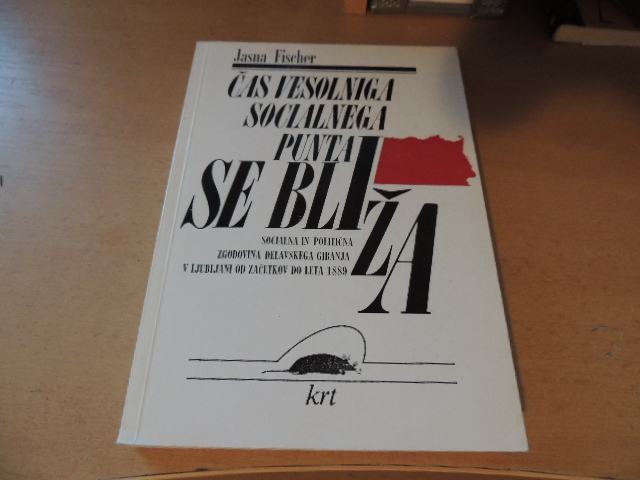 Jasna Fischer
ČAS VESOLNIGA
SOCIALNEGA
PUNTA
SE BLIŽA
SOCIALNA IN POLITIČNA
ZGODOVINA DELAVSKEGA GIBANJA
V LJUBLJANI OD ZAČETKOV DO LETA 1889
krt